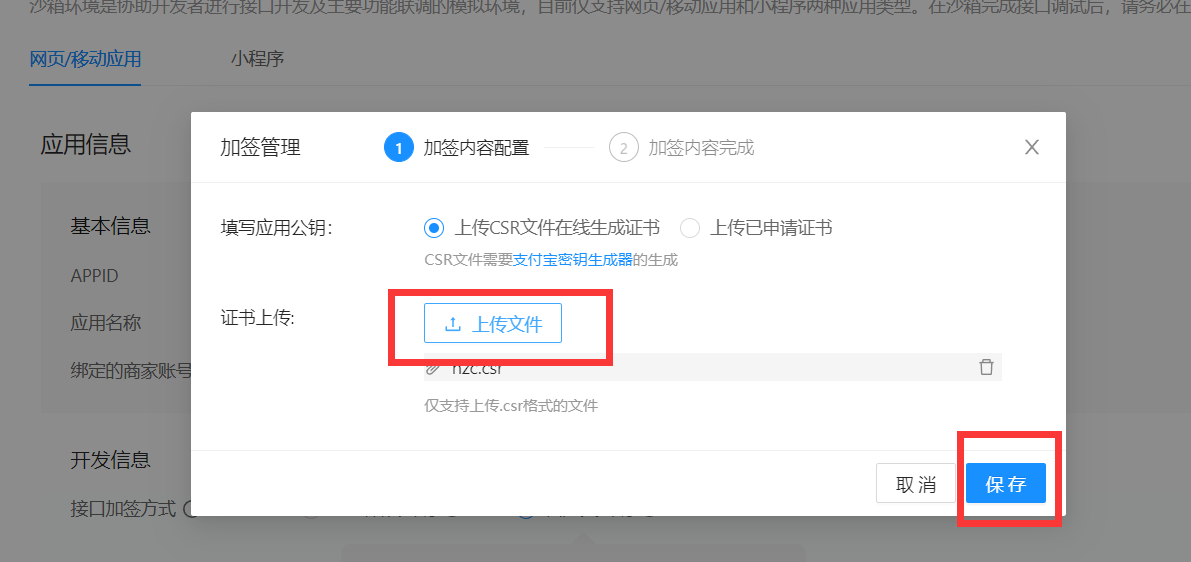 沙箱环境是协助开发者进行接口开发及主要功能联调的模拟环境，目前仅支持网页/移动应用和小程序两种应用类型。在沙箱完成接口调试后，请务必在
网页/移动应用 小程序
应用信息
加签管理 1 加签内容配置 2 加签内容完成
基本信息
填写应用公钥： 上传CSR文件在线生成证书 上传已申请证书
CSR文件需要支付宝密钥生成器的生成
APPID
证书上传: 上传文件
应用名称
绑定的商家账号
hzc.csr
仅支持上传.csr格式的文件
开发信息
取消 保存
接口加签方式